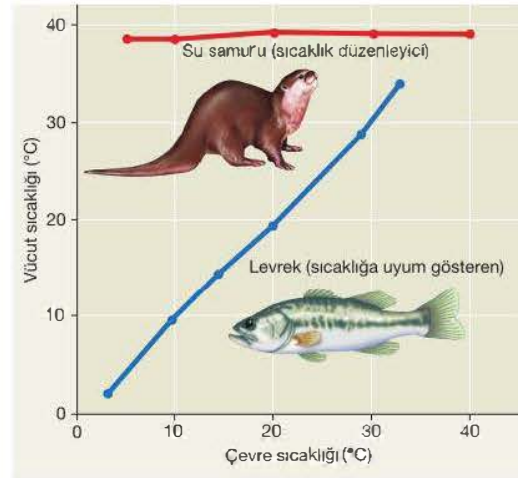 40
Su samuru (sıcaklık düzenleyici)
30
Vücut sıcaklığı (°C)
20
Levrek (sıcaklığa uyum gösteren)
10
0
0 10 20 30 40
Çevre sıcaklığı (°C)